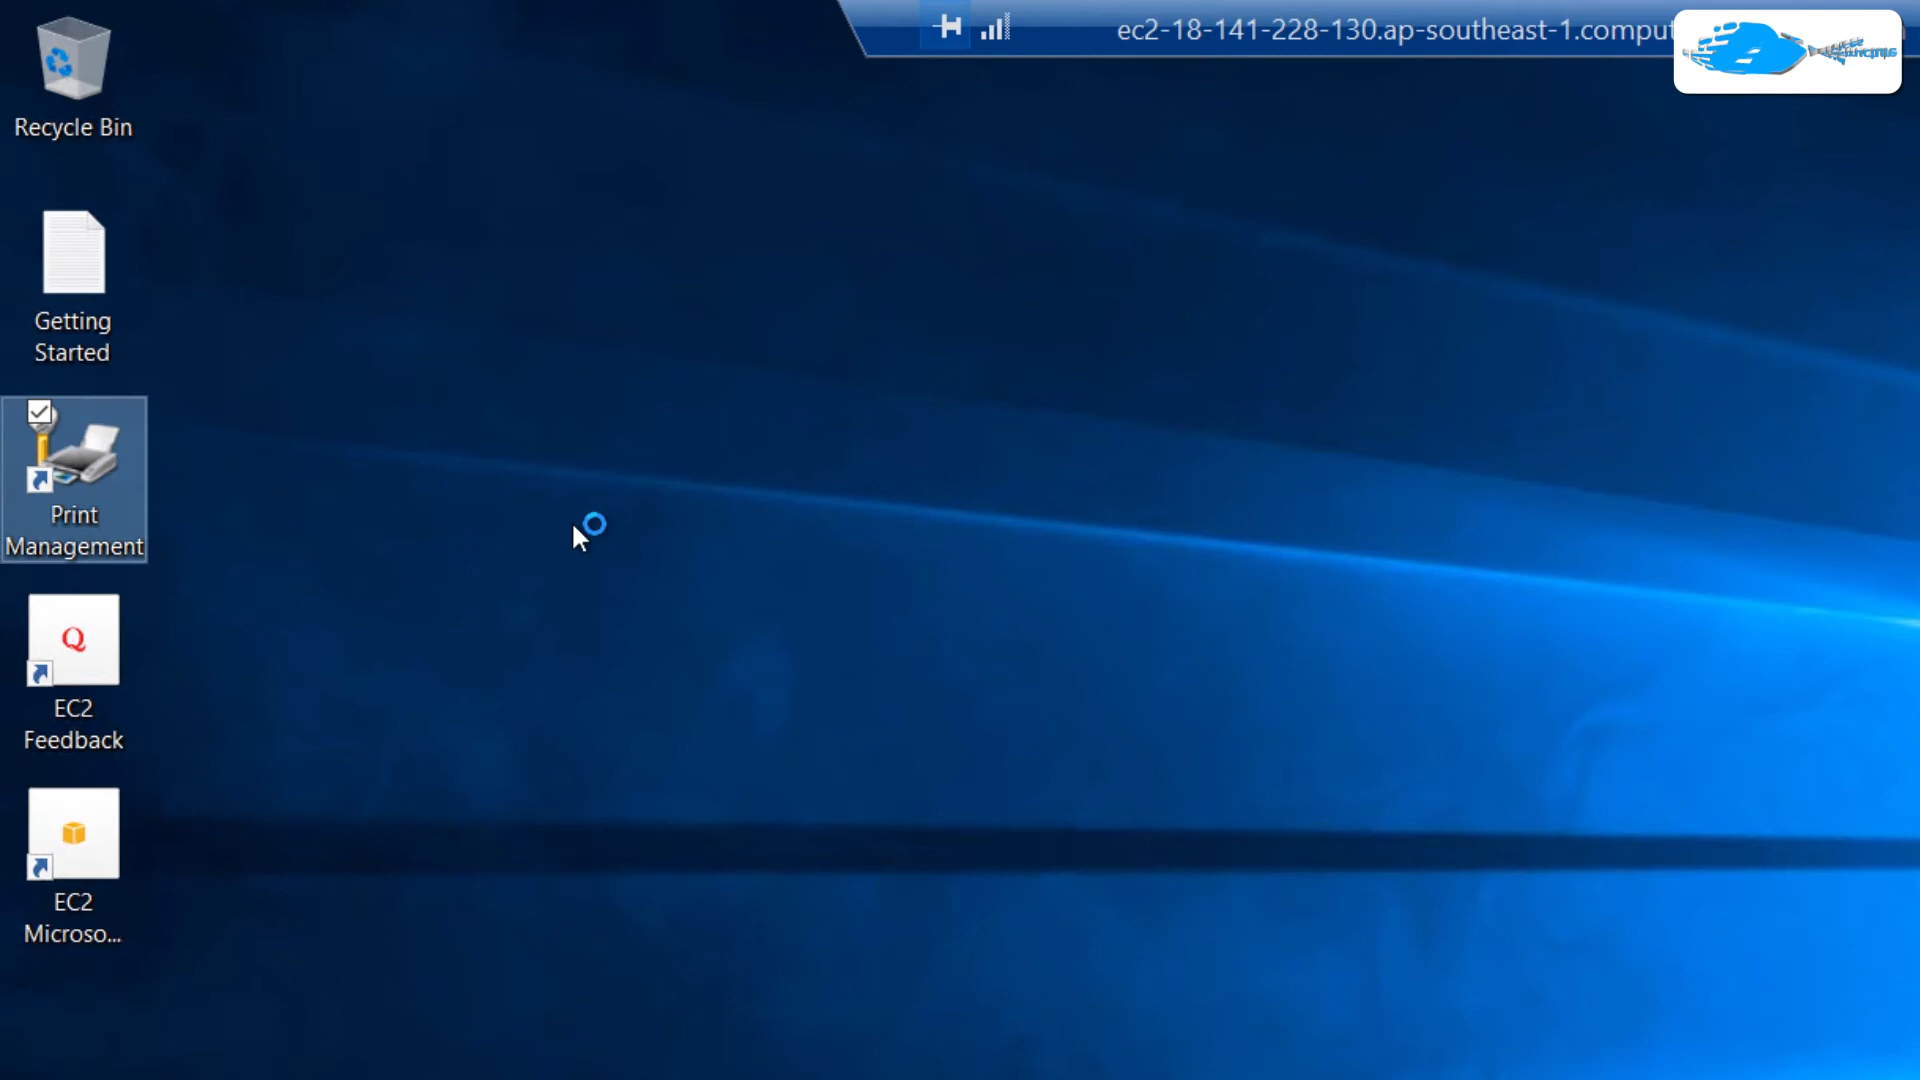 ec2-18-141-228-130.ap-southeast-1.comput
Recycle Bin
Getting
Started
Print
Management
Q
EC2
Feedback
EC2
Microso...